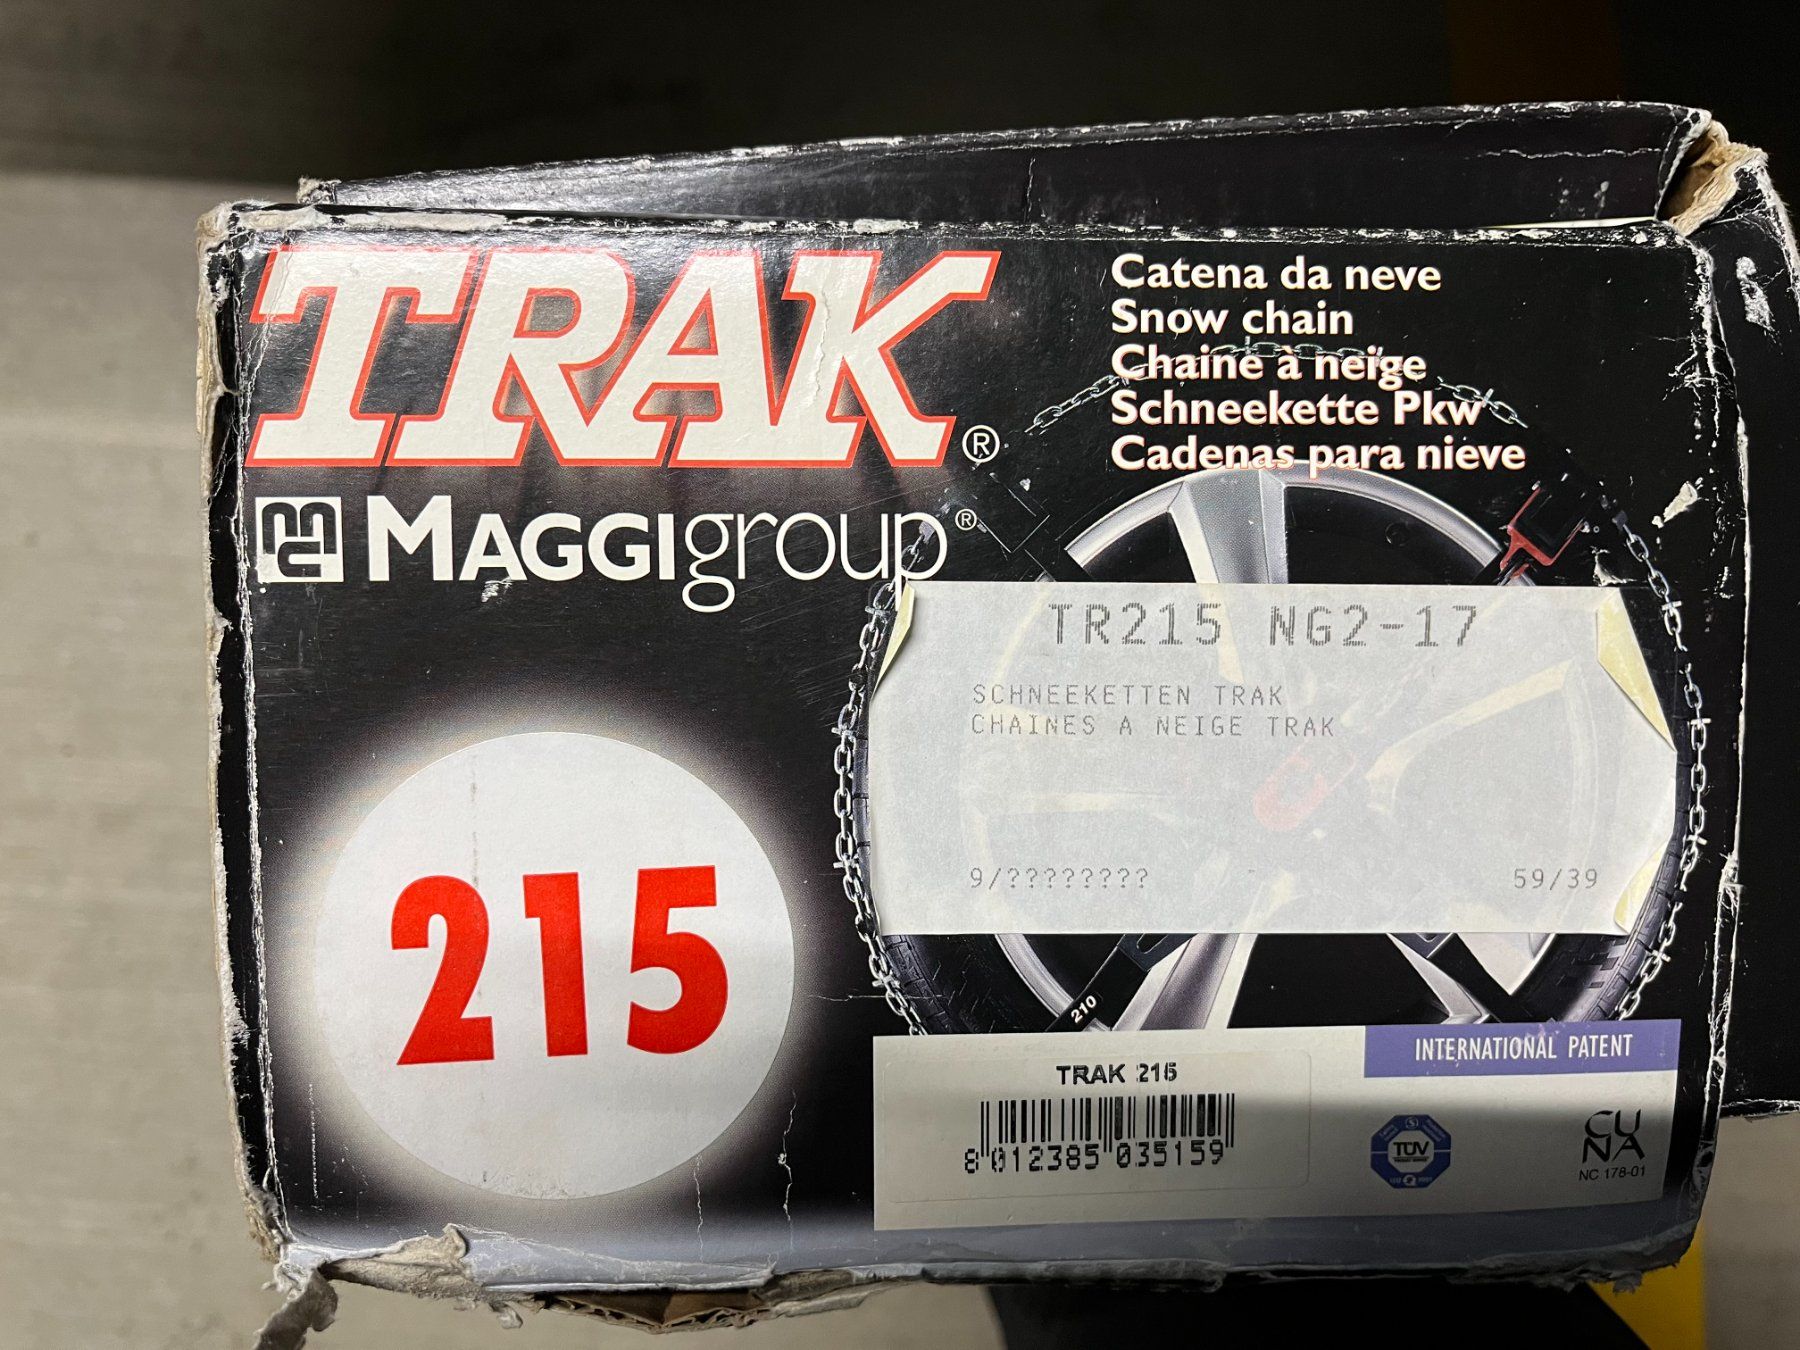 TRAK®
Catena da neve
Snow chain
Chaine à neige
Schneekette Pkw
Cadenas para nieve
MAGGIgroup®
TR215 NG2-17
SCHNEEKETTEN TRAK
CHAINES A NEIGE TRAK
9/????????
59/39
215
210
INTERNATIONAL PATENT
TRAK 215
8 012385 035159
TÜV
CUNA
NC 178-01